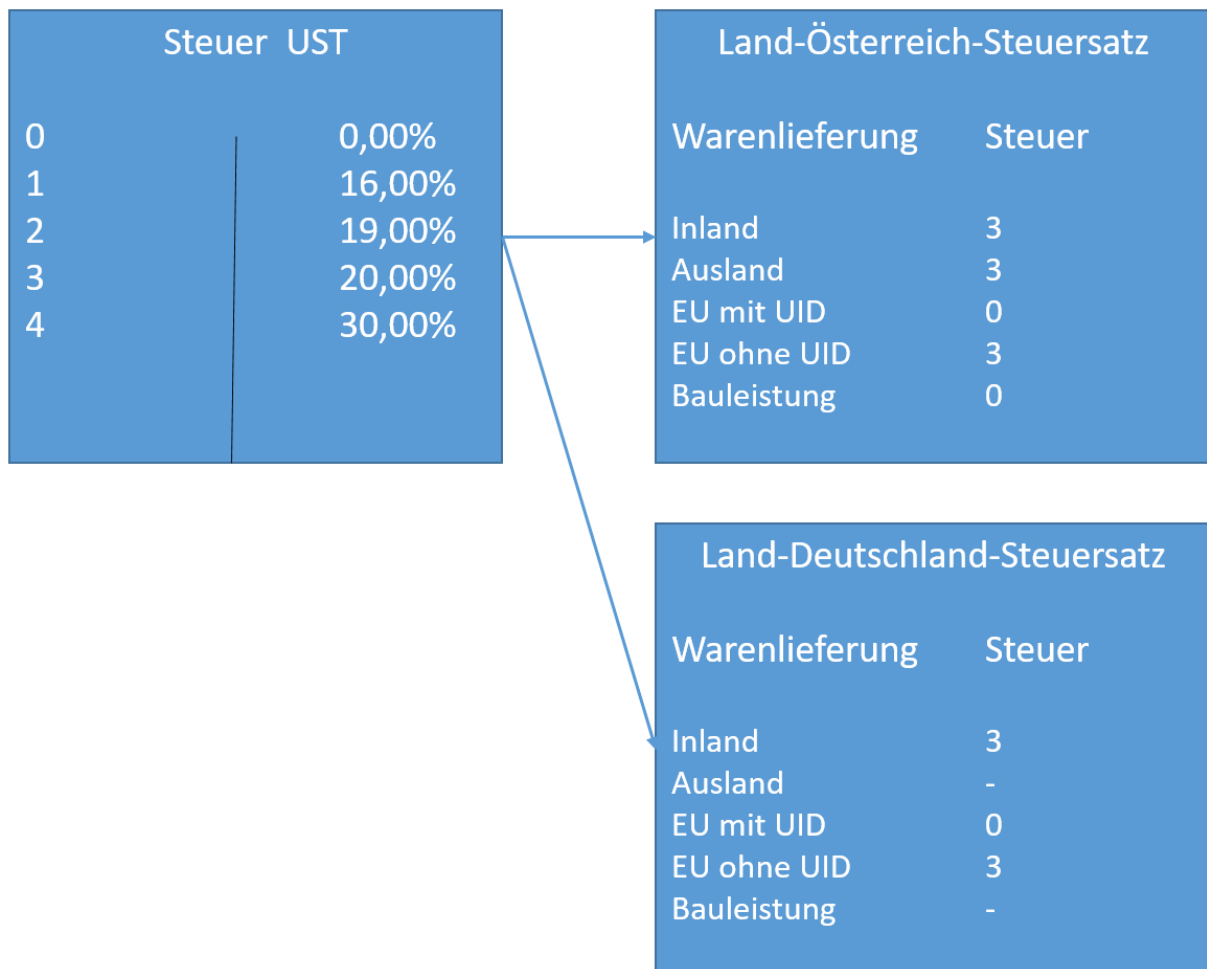 Steuer UST
0 0,00%
1 16,00%
2 19,00%
3 20,00%
4 30,00%
Land-Österreich-Steuersatz
Warenlieferung Steuer
Inland 3
Ausland 3
EU mit UID 0
EU ohne UID 3
Bauleistung 0
Land-Deutschland-Steuersatz
Warenlieferung Steuer
Inland 3
Ausland -
EU mit UID 0
EU ohne UID 3
Bauleistung -